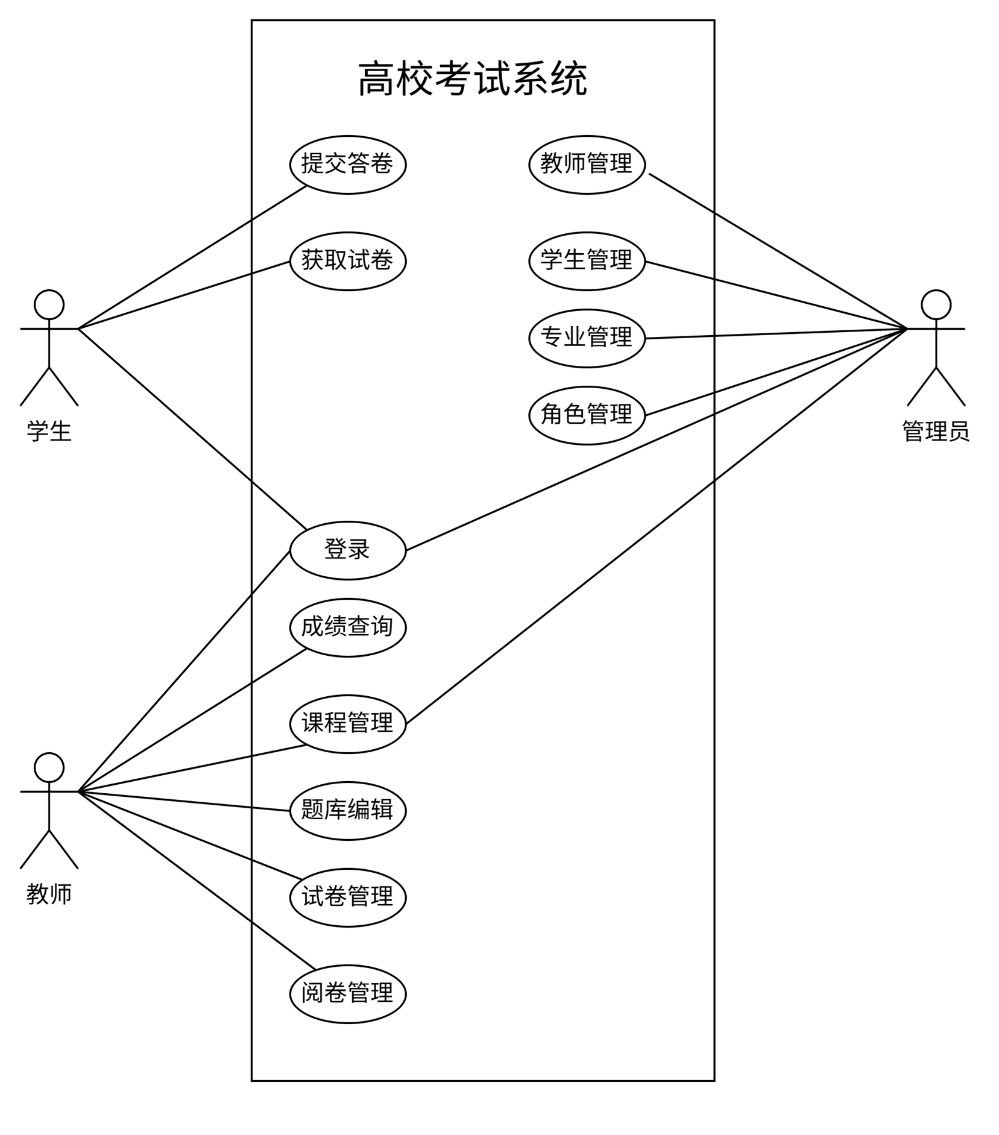 高校考试系统
提交答卷
教师管理
获取试卷
学生管理
专业管理
角色管理
学生
管理员
登录
成绩查询
课程管理
题库编辑
教师
试卷管理
阅卷管理